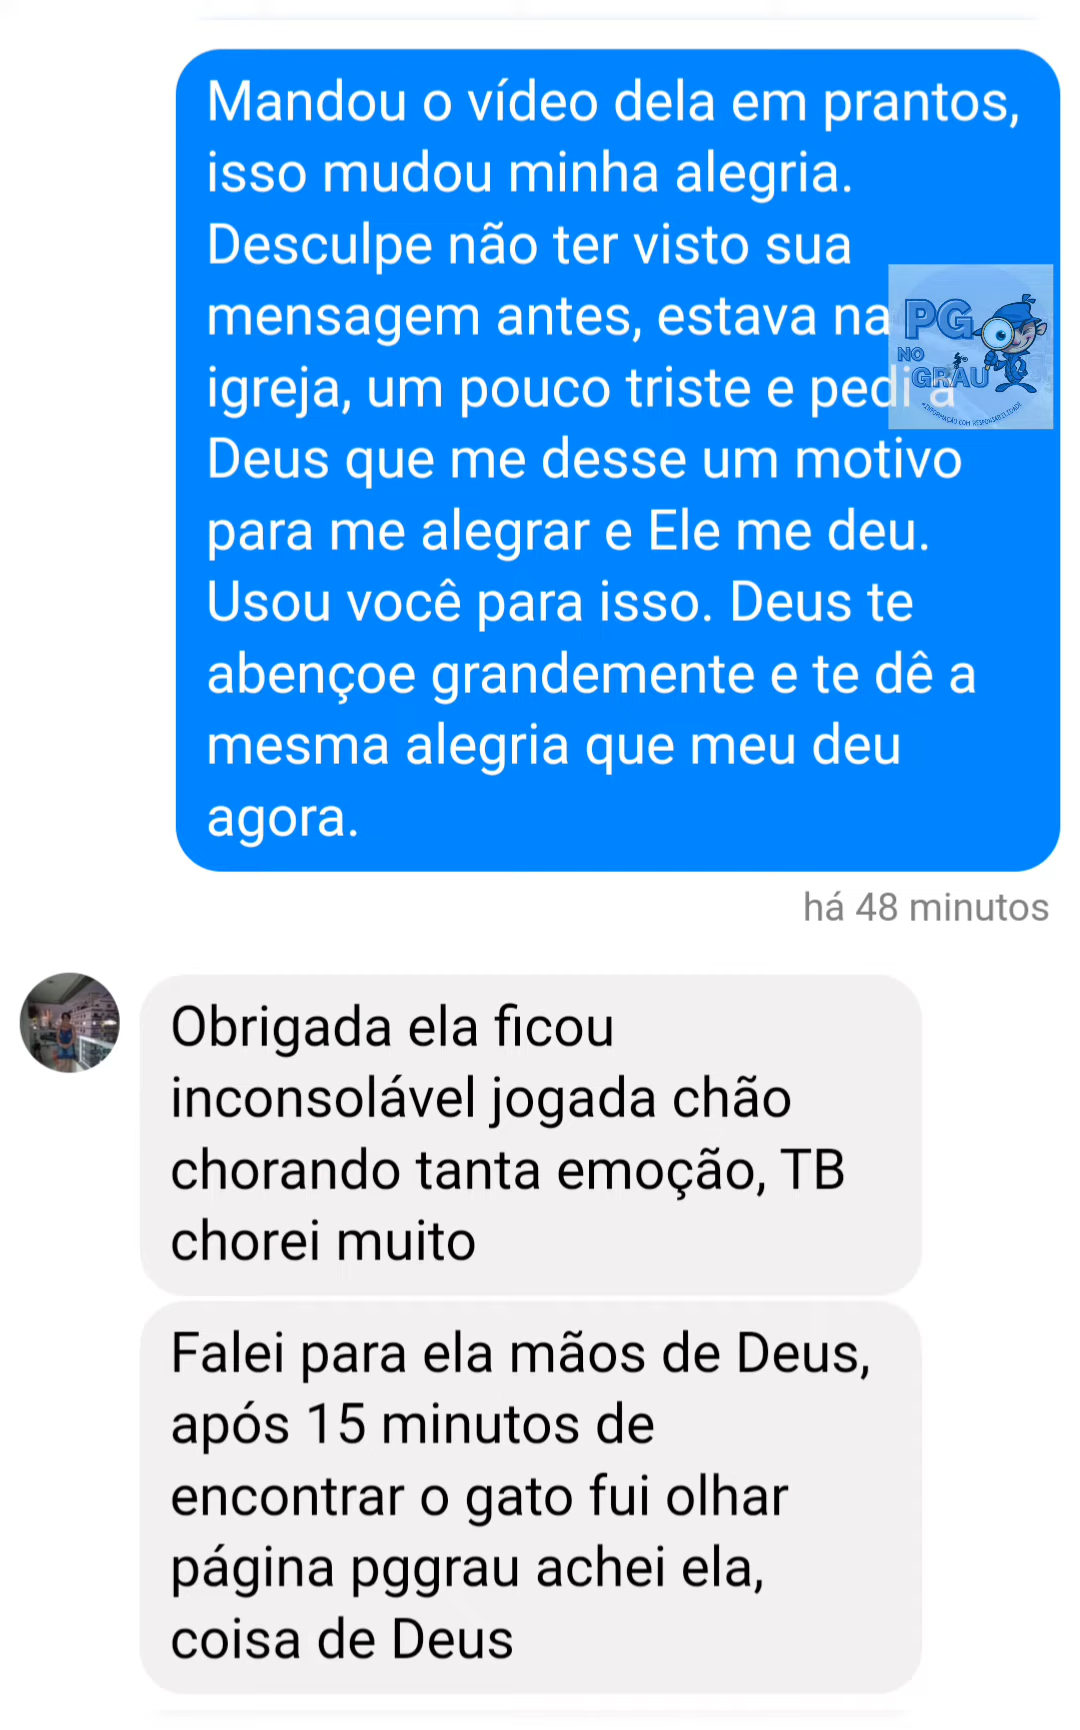 Mandou o vídeo dela em prantos,
isso mudou minha alegria.
Desculpe não ter visto sua
mensagem antes, estava na
igreja, um pouco triste e pedi a
Deus que me desse um motivo
para me alegrar e Ele me deu.
Usou você para isso. Deus te
abençoe grandemente e te dê a
mesma alegria que meu deu
agora.
PG
NO
GRAU
INFORMAÇÃO COM RESPONSABILIDADE
há 48 minutos
Obrigada ela ficou
inconsolável jogada chão
chorando tanta emoção, TB
chorei muito
Falei para ela mãos de Deus,
após 15 minutos de
encontrar o gato fui olhar
página pggrau achei ela,
coisa de Deus